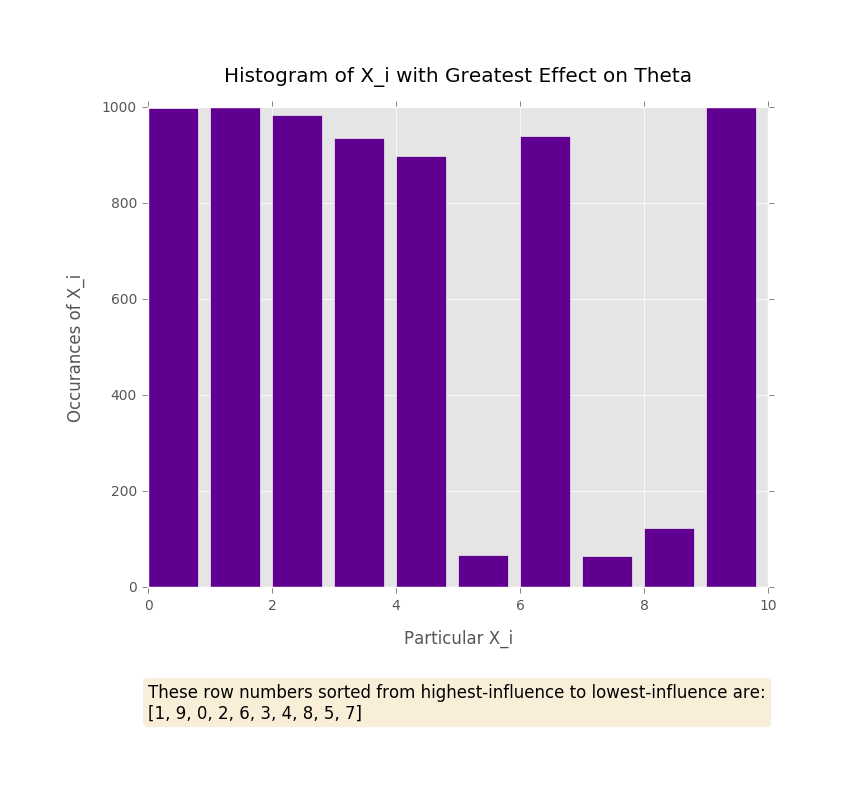 Histogram of X_i with Greatest Effect on Theta
1000
800
600
400
200
0
Occurances of X_i
0 2 4 6 8 10
Particular X_i
These row numbers sorted from highest-influence to lowest-influence are:
[1, 9, 0, 2, 6, 3, 4, 8, 5, 7]